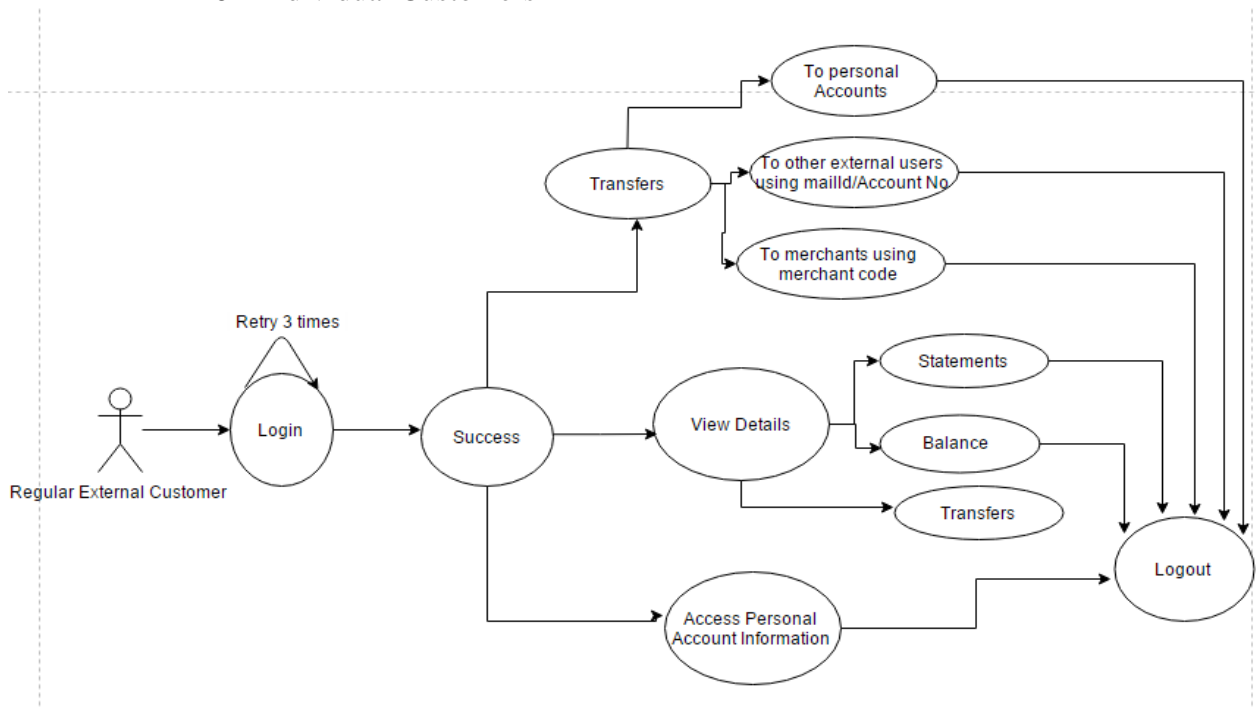 To personal
Accounts
To other external users
using mailId/Account No
Transfers
To merchants using
merchant code
Retry 3 times
Login
Regular External Customer
Success
View Details
Statements
Balance
Transfers
Access Personal
Account Information
Logout